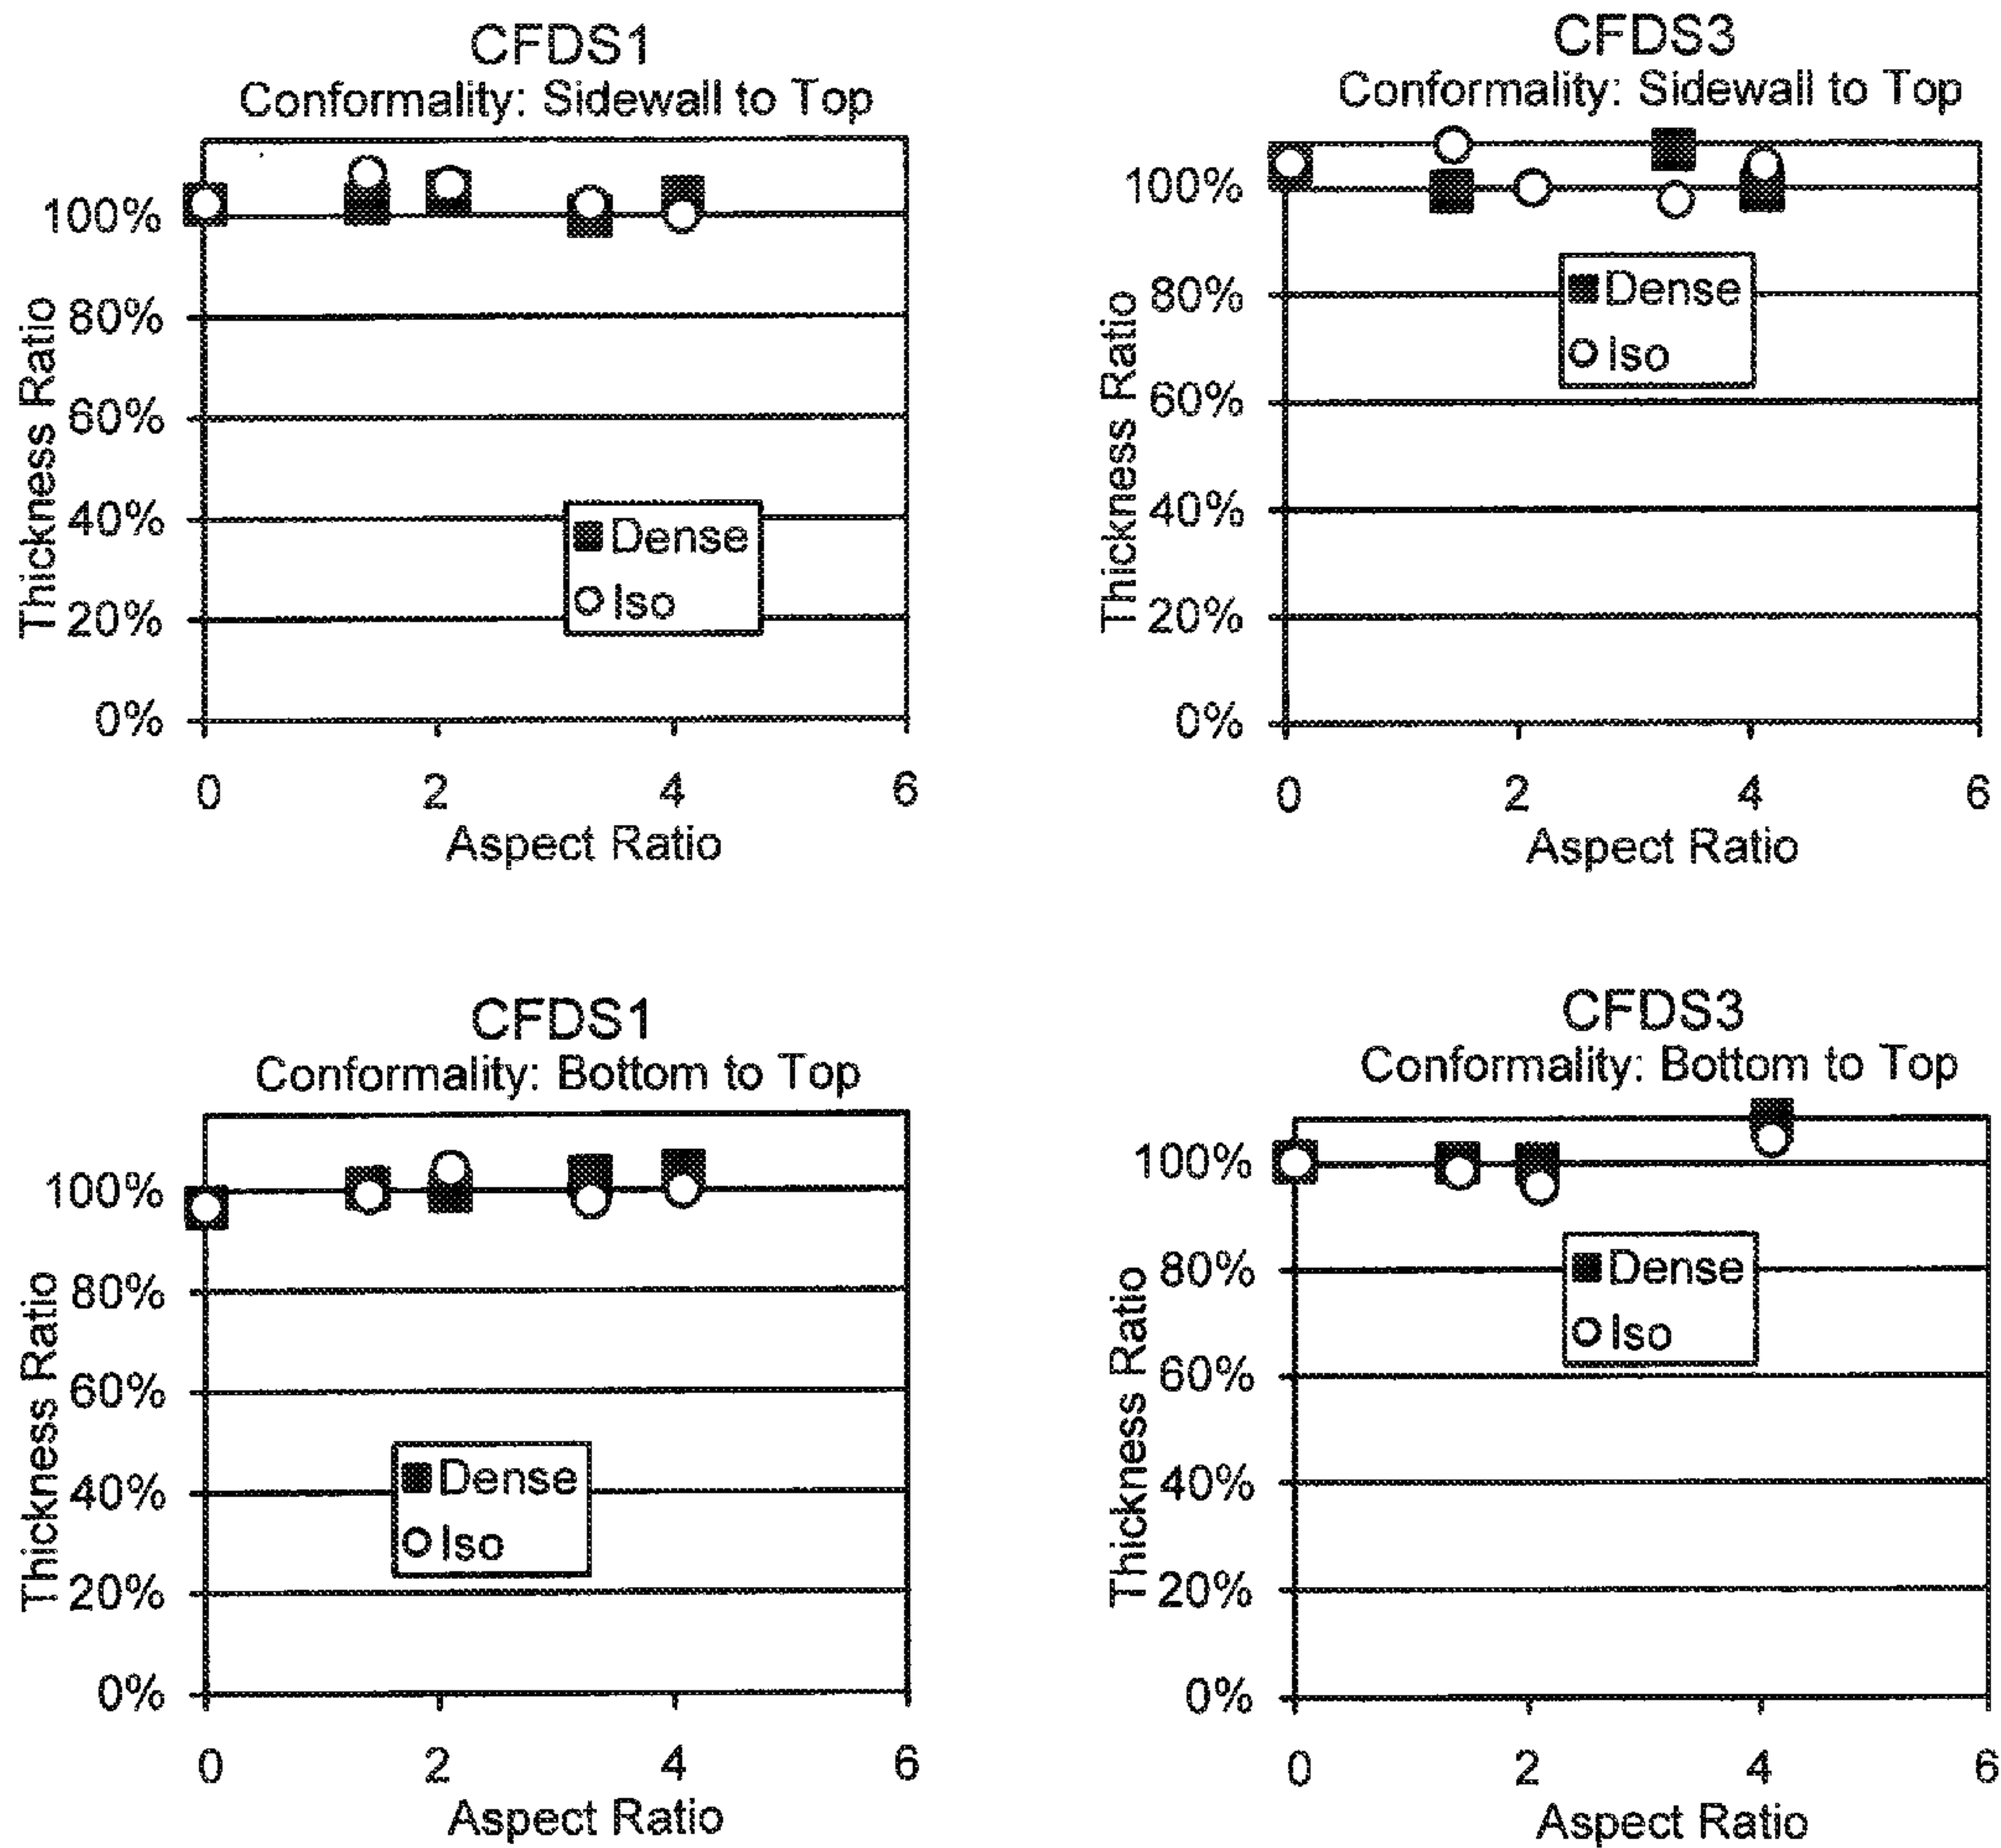 CFDS1
Conformality: Sidewall to Top
Thickness Ratio
100%
80%
60%
40%
20%
0%
Dense
Iso
0 2 4 6
Aspect Ratio
CFDS3
Conformality: Sidewall to Top
Thickness Ratio
100%
80%
60%
40%
20%
0%
Dense
Iso
0 2 4 6
Aspect Ratio
CFDS1
Conformality: Bottom to Top
Thickness Ratio
100%
80%
60%
40%
20%
0%
Dense
Iso
0 2 4 6
Aspect Ratio
CFDS3
Conformality: Bottom to Top
Thickness Ratio
100%
80%
60%
40%
20%
0%
Dense
Iso
0 2 4 6
Aspect Ratio